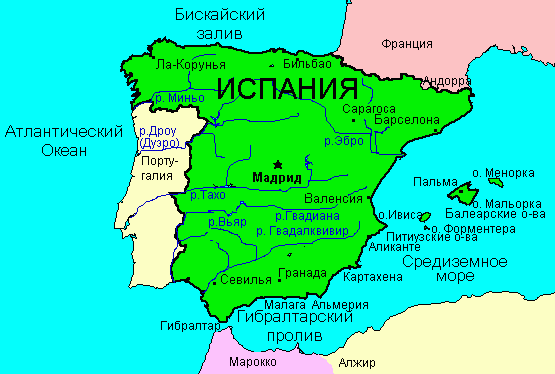 Бискайский
залив
Франция
Ла-Корунья
Бильбао
Андорра
ИСПАНИЯ
р. Миньо
Сарагоса
Барселона
Атлантический
Океан
р.Дроу
(Дуэро)
р.Эбро
Порту-
галия
Мадрид
о. Менорка
Пальма
р.Тахо
Валенсия
о. Мальорка
Балеарские о-ва
р.Вьяр
р.Гвадиана
о.Ивиса
о. Форментера
р. Гвадалквивир
Питиузские о-ва
Аликанте
Средиземное
море
Севилья
Гранада
Картахена
Малага
Альмерия
Гибралтар
Гибралтарский
пролив
Марокко
Алжир